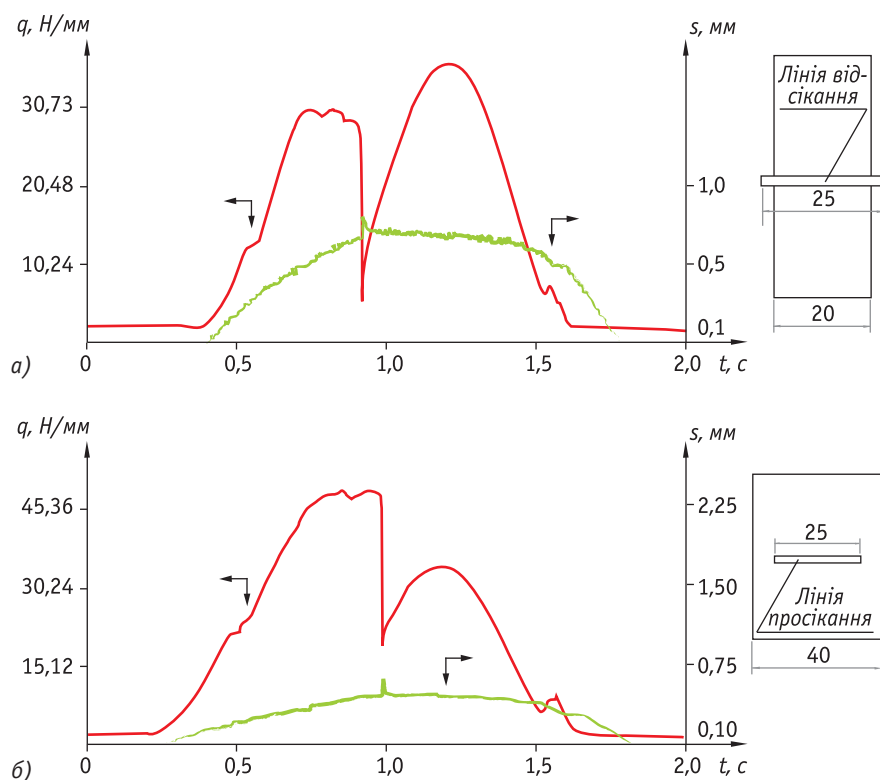 q, Н/мм
s, мм
30,73
20,48
10,24
1,0
0,5
0,1
0
0,5
1,0
1,5
2,0
t, с
а)
Лінія від-
сікання
25
20
q, Н/мм
s, мм
45,36
30,24
15,12
2,25
1,50
0,75
0,10
0
0,5
1,0
1,5
2,0
t, с
б)
25
Лінія
просікання
40